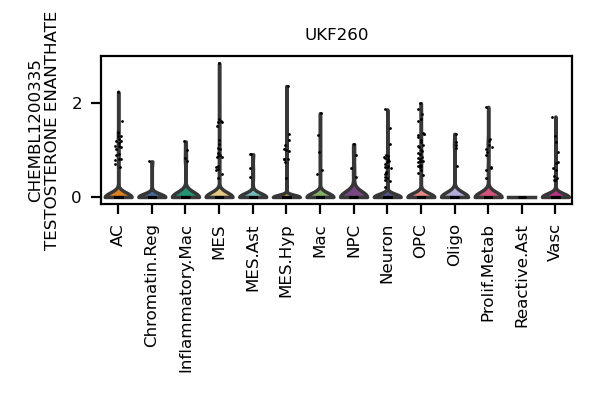 UKF260
CHEMBL1200335
TESTOSTERONE ENANTHATE
2
0
AC
Chromatin.Reg
Inflammatory.Mac
MES
MES.Ast
MES.Hyp
Mac
NPC
Neuron
OPC
Oligo
Prolif.Metab
Reactive.Ast
Vasc